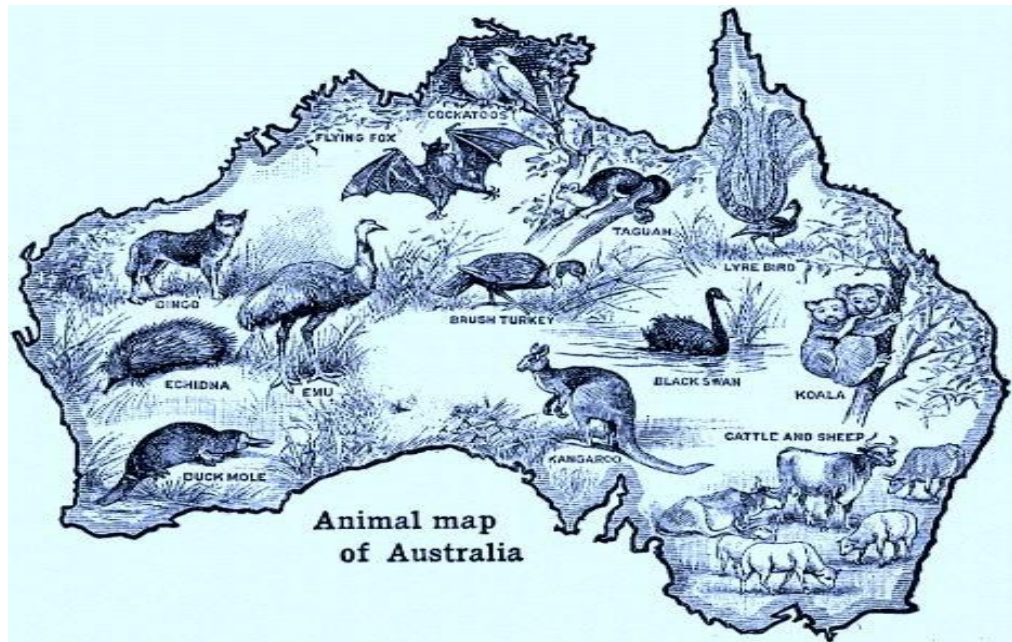 COCKATOOS
FLYING FOX
TAGUAN
LYRE BIRD
DINGO
BRUSH TURKEY
ECHIDNA
EMU
BLACK SWAN
KOALA
CATTLE AND SHEEP
KANGAROO
DUCK MOLE
Animal map
of Australia